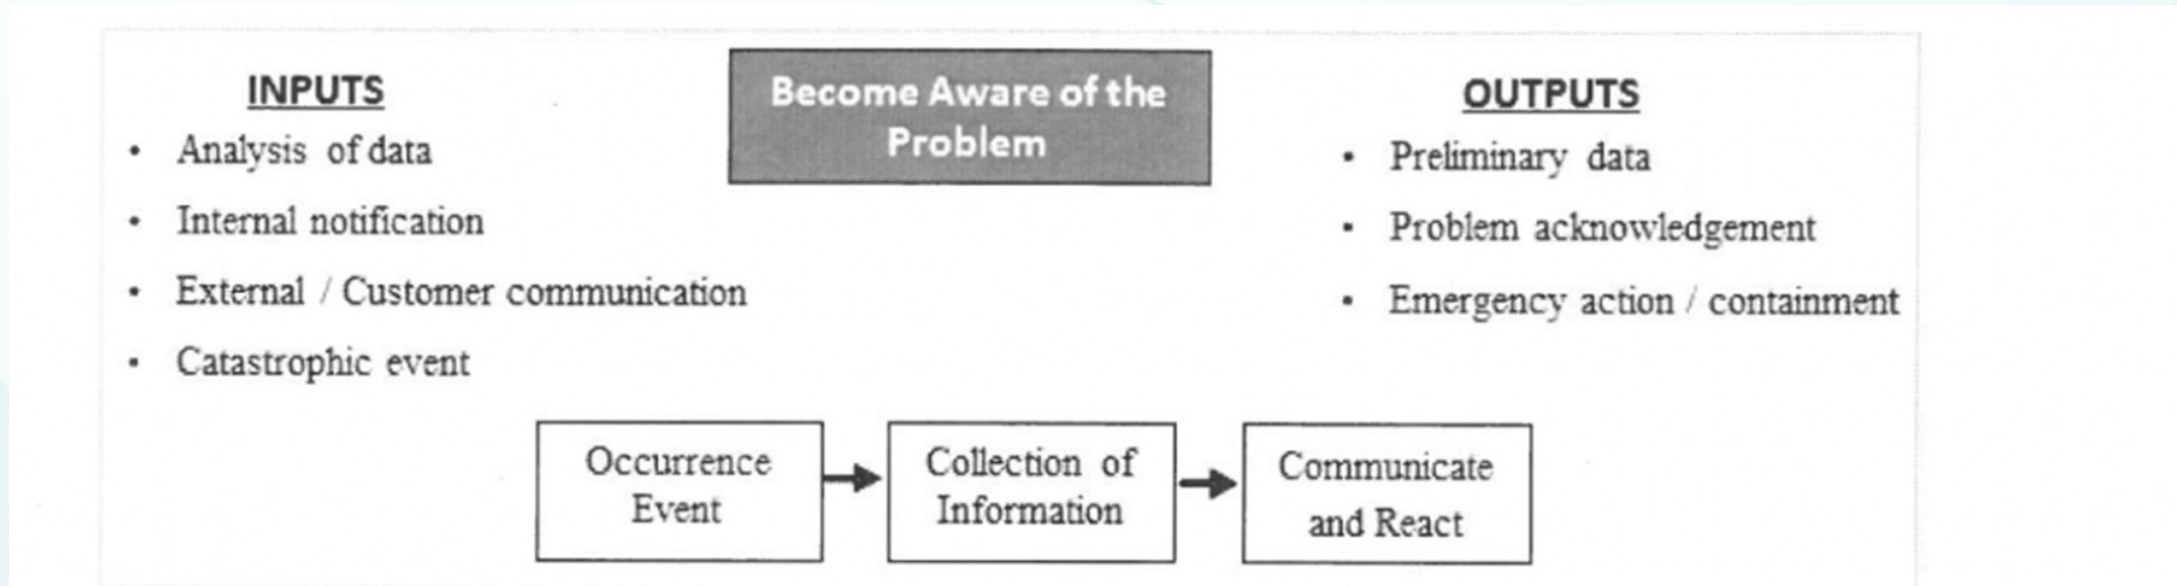 INPUTS
• Analysis of data
• Internal notification
• External / Customer communication
• Catastrophic event
Become Aware of the
Problem
OUTPUTS
• Preliminary data
• Problem acknowledgement
• Emergency action / containment
Occurrence
Event
Collection of
Information
Communicate
and React